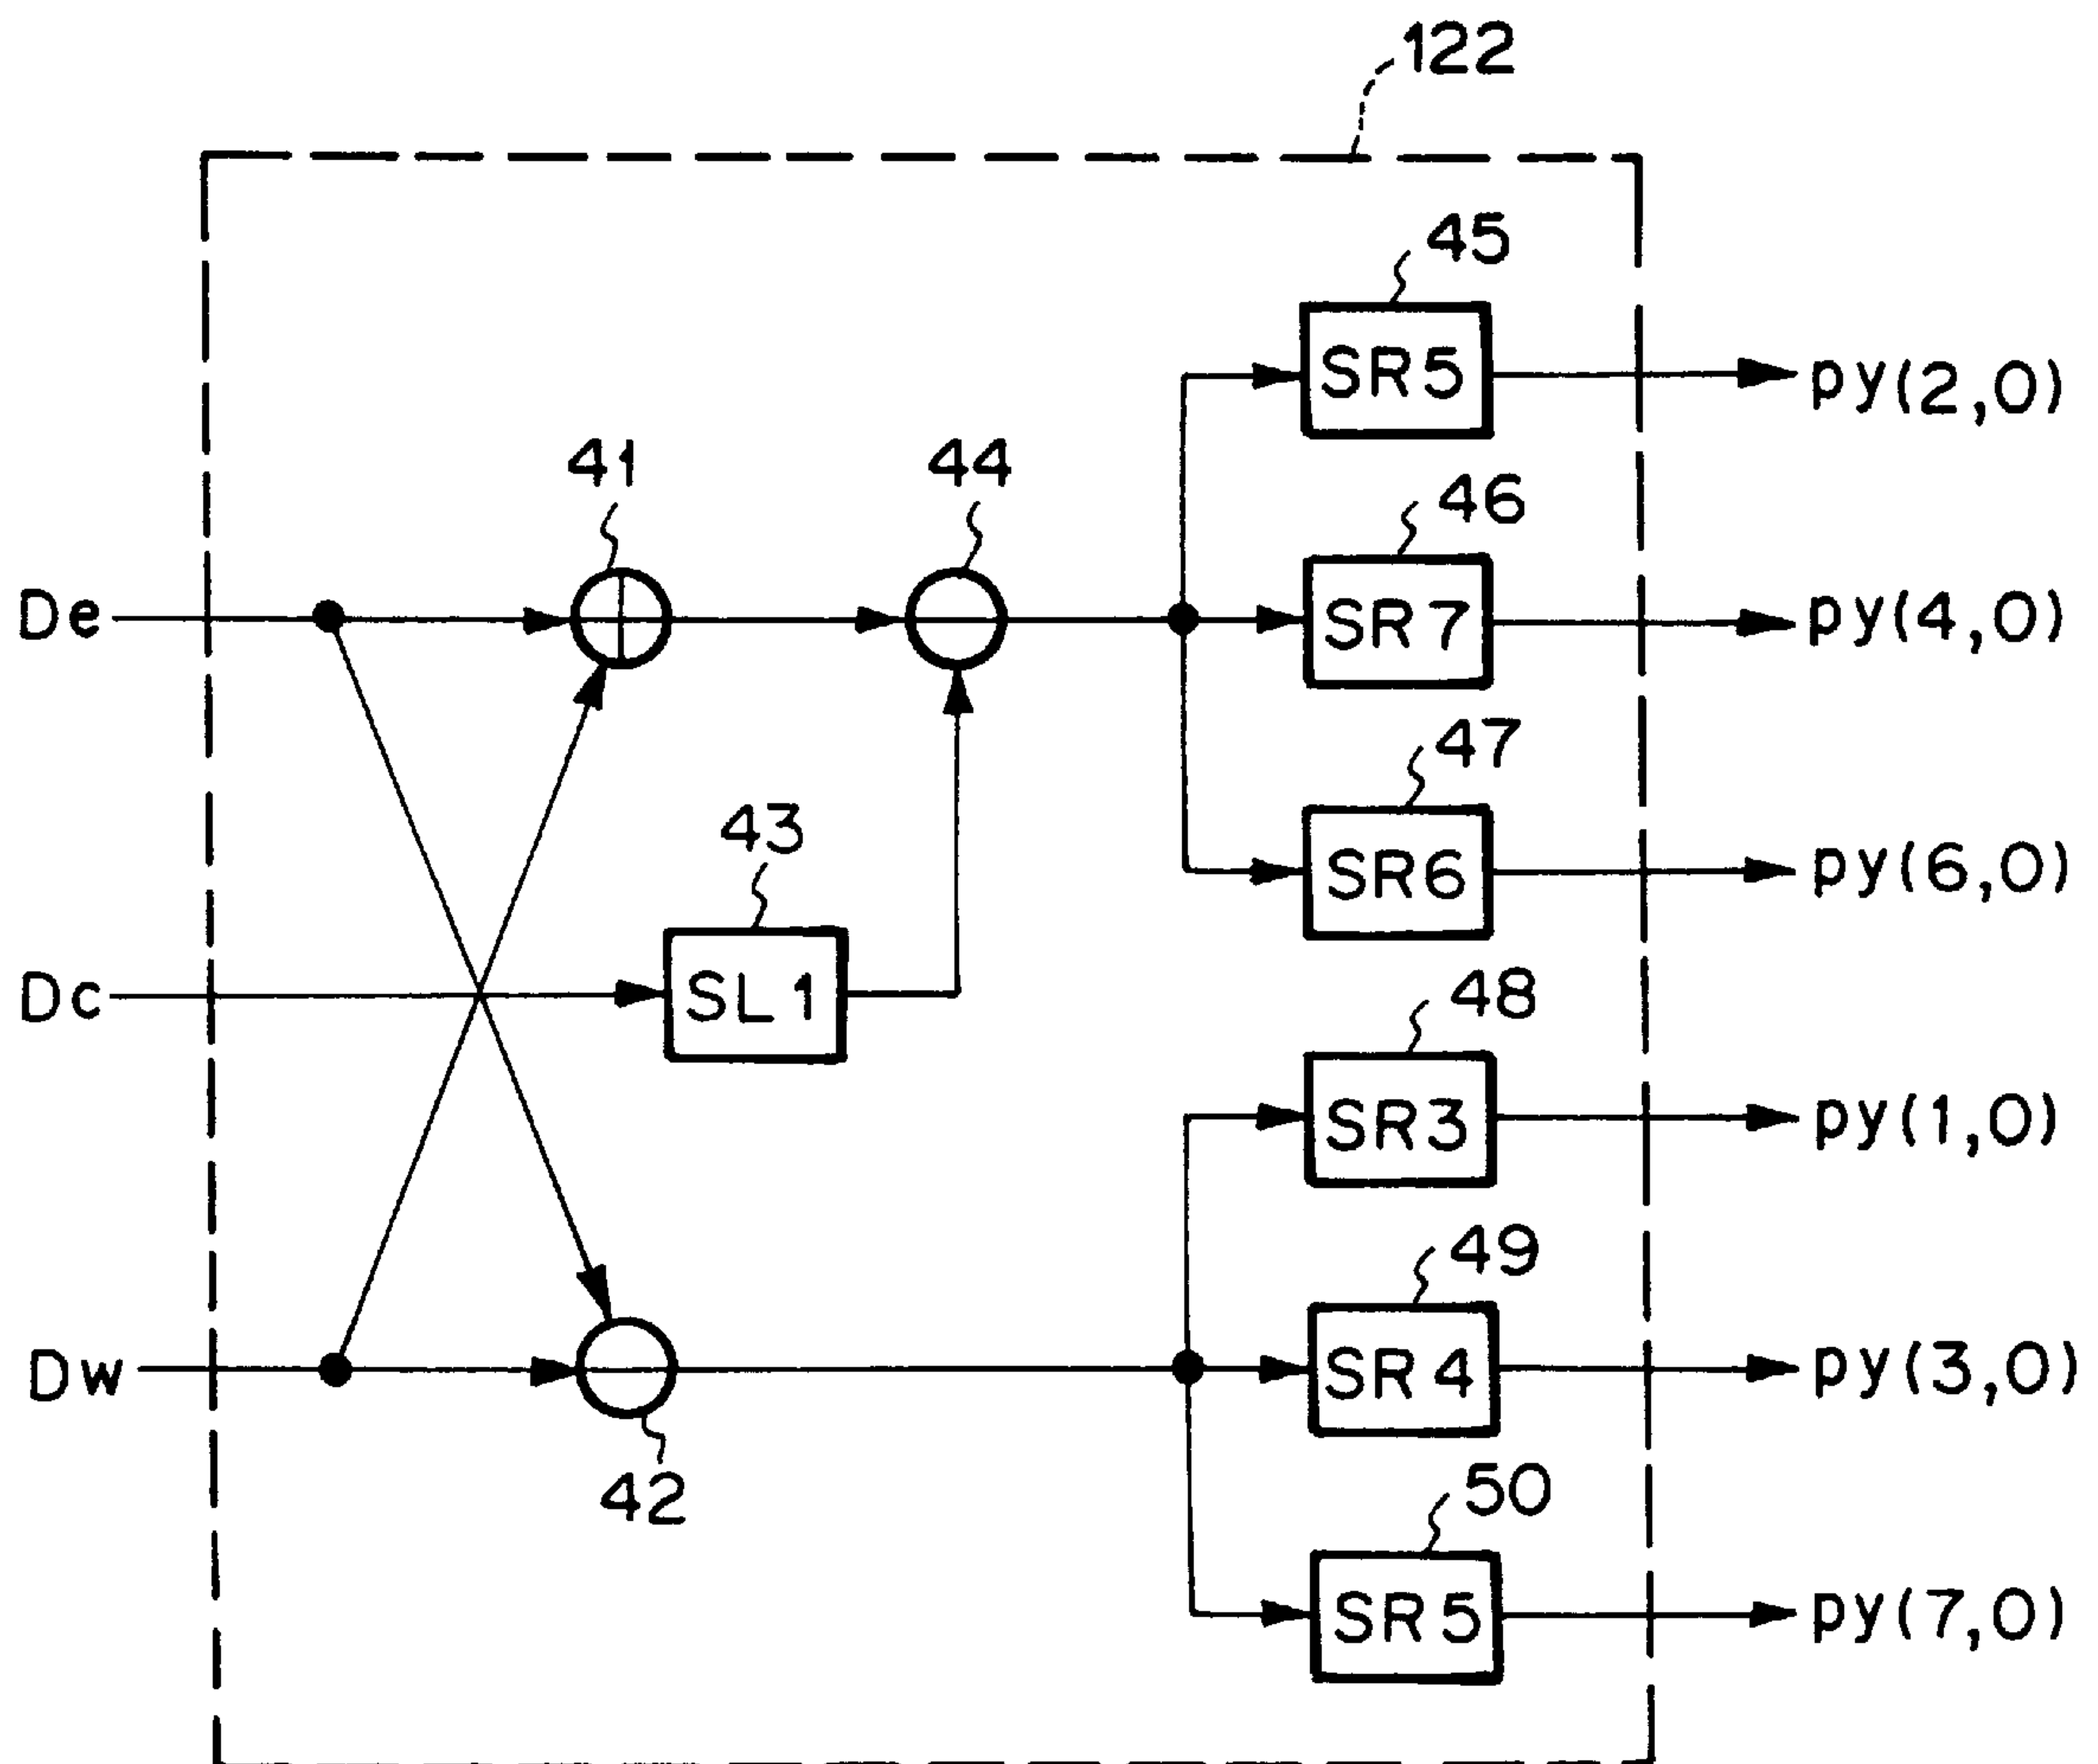 122
45
SR5
py(2,0)
41
44
46
De
SR7
py(4,0)
47
43
SR6
py(6,0)
Dc
SL1
48
SR3
py(1,0)
49
Dw
SR4
py(3,0)
42
50
SR5
py(7,0)